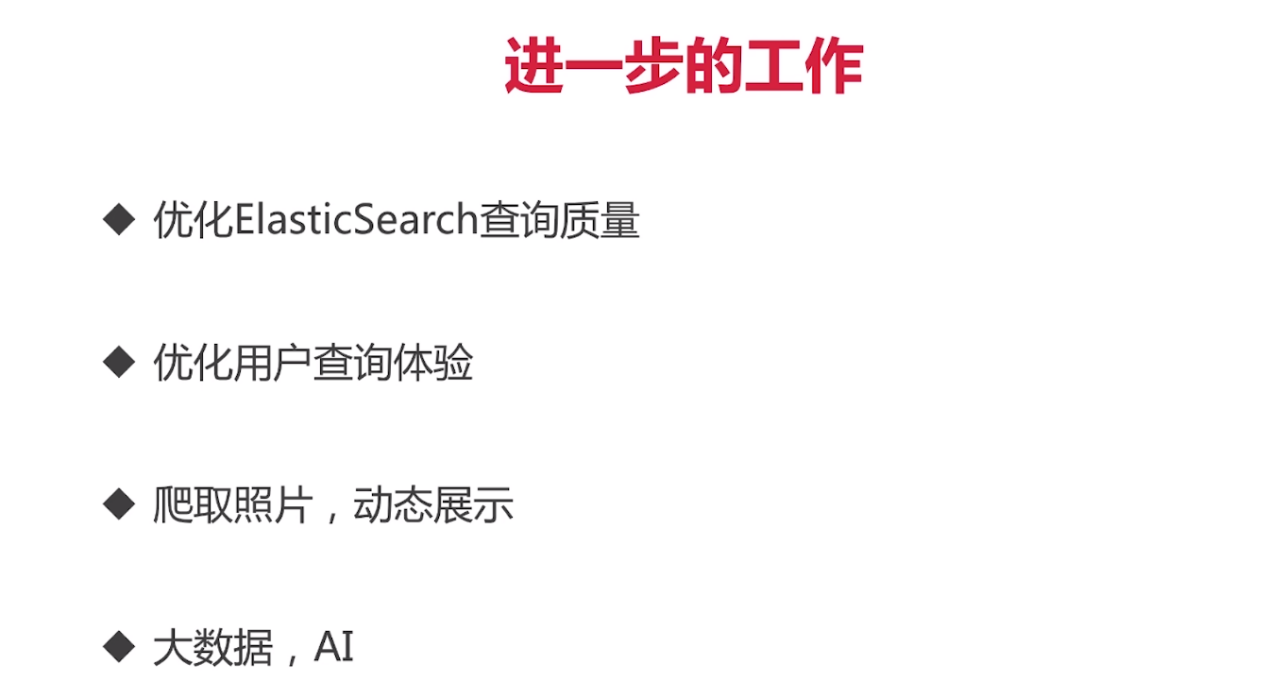 进一步的工作
◆ 优化ElasticSearch查询质量
◆ 优化用户查询体验
◆ 爬取照片，动态展示
◆ 大数据，AI